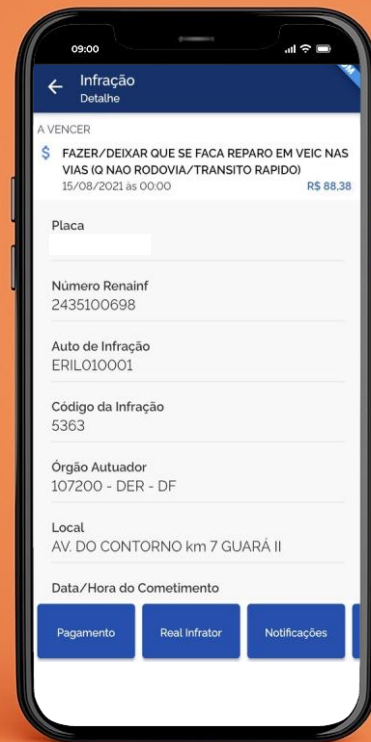 09:00
Infração
Detalhe
A VENCER
$ FAZER/DEIXAR QUE SE FACA REPARO EM VEIC NAS
VIAS (Q NAO RODOVIA/TRANSITO RAPIDO)
15/08/2021 às 00:00 R$ 88,38
Placa
Número Renainf
2435100698
Auto de Infração
ERIL010001
Código da Infração
5363
Órgão Autuador
107200 - DER - DF
Local
AV. DO CONTORNO km 7 GUARÁ II
Data/Hora do Cometimento
Pagamento Real Infrator Notificações